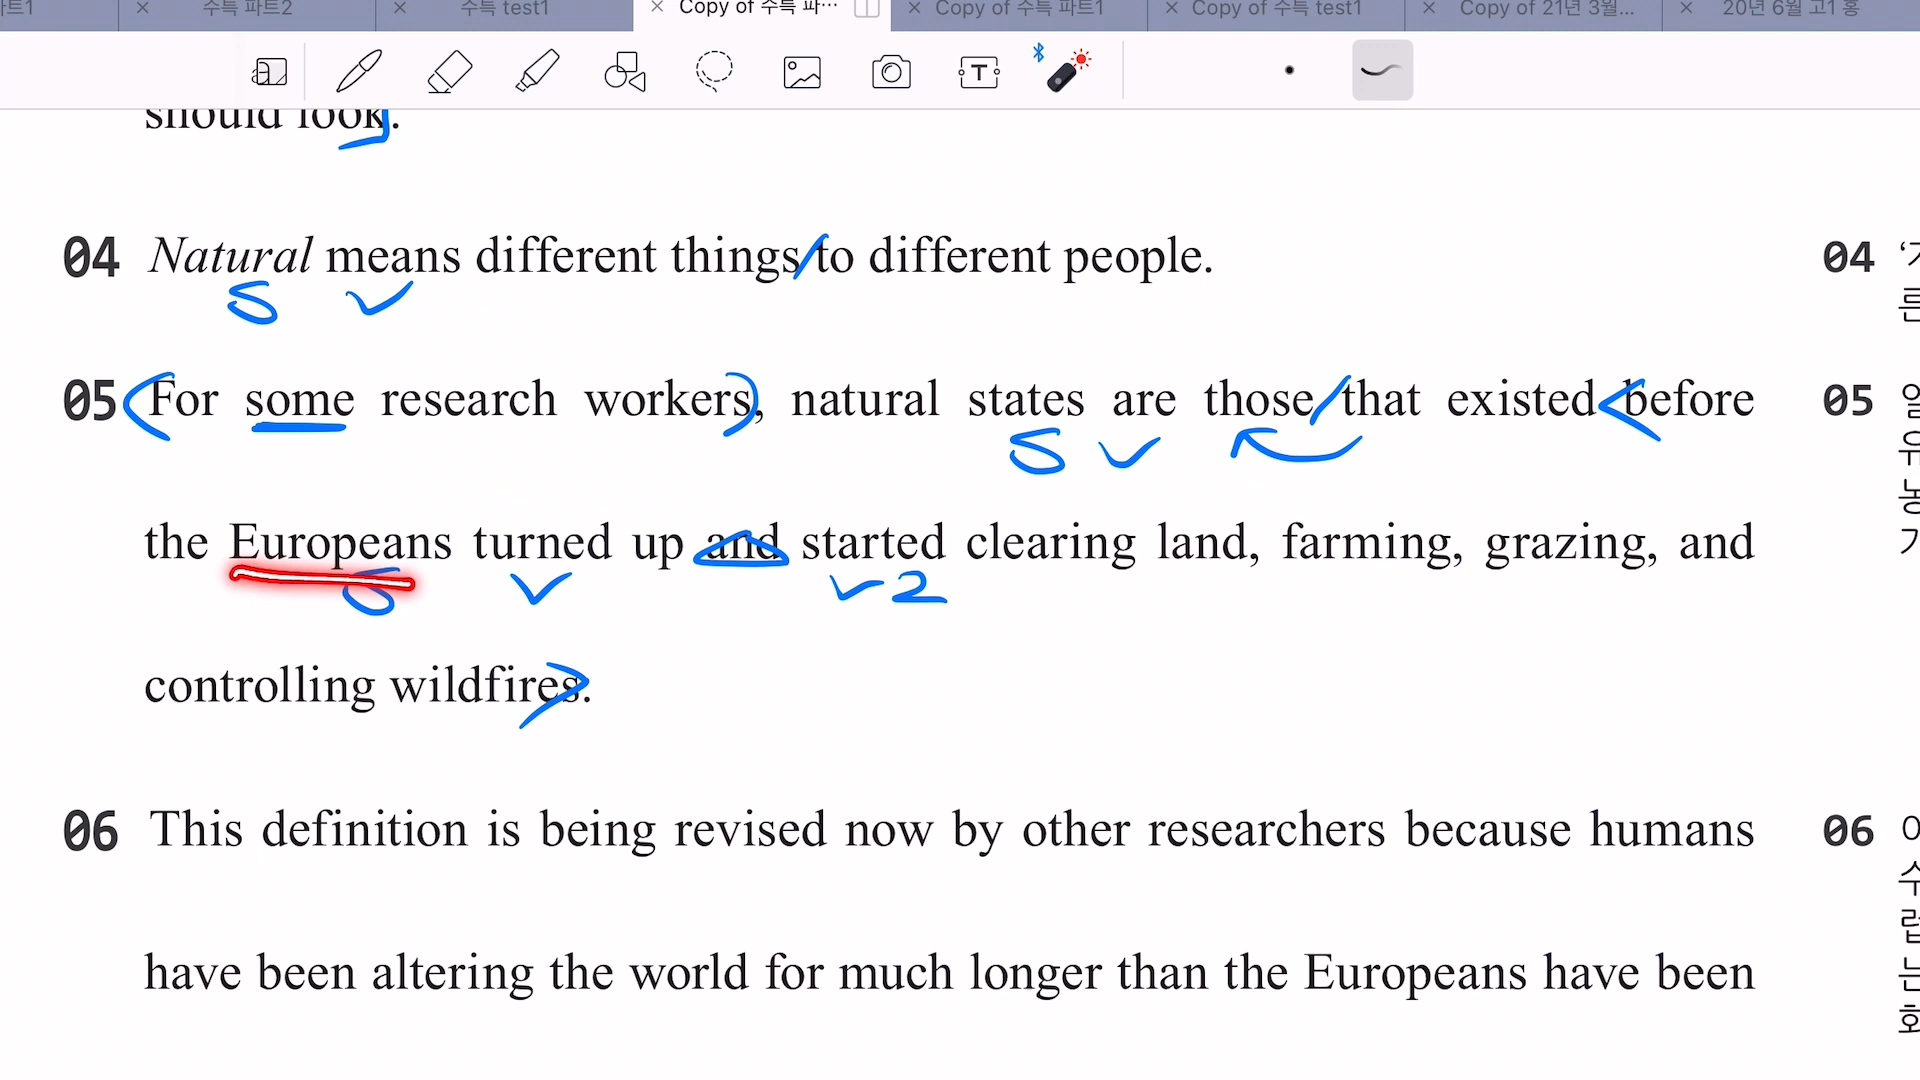 수특 파트2
수특 test1
Copy of 수특 파…
Copy of 수특 파트1
Copy of 수특 test1
Copy of 21년 3월...
20년 6월 고1 홍
should look.
04 Natural means different things to different people.
S V
05 For some research workers, natural states are those that existed before
S V
the Europeans turned up and started clearing land, farming, grazing, and
S V V2
controlling wildfires.
06 This definition is being revised now by other researchers because humans
have been altering the world for much longer than the Europeans have been
04
른
05
유
06